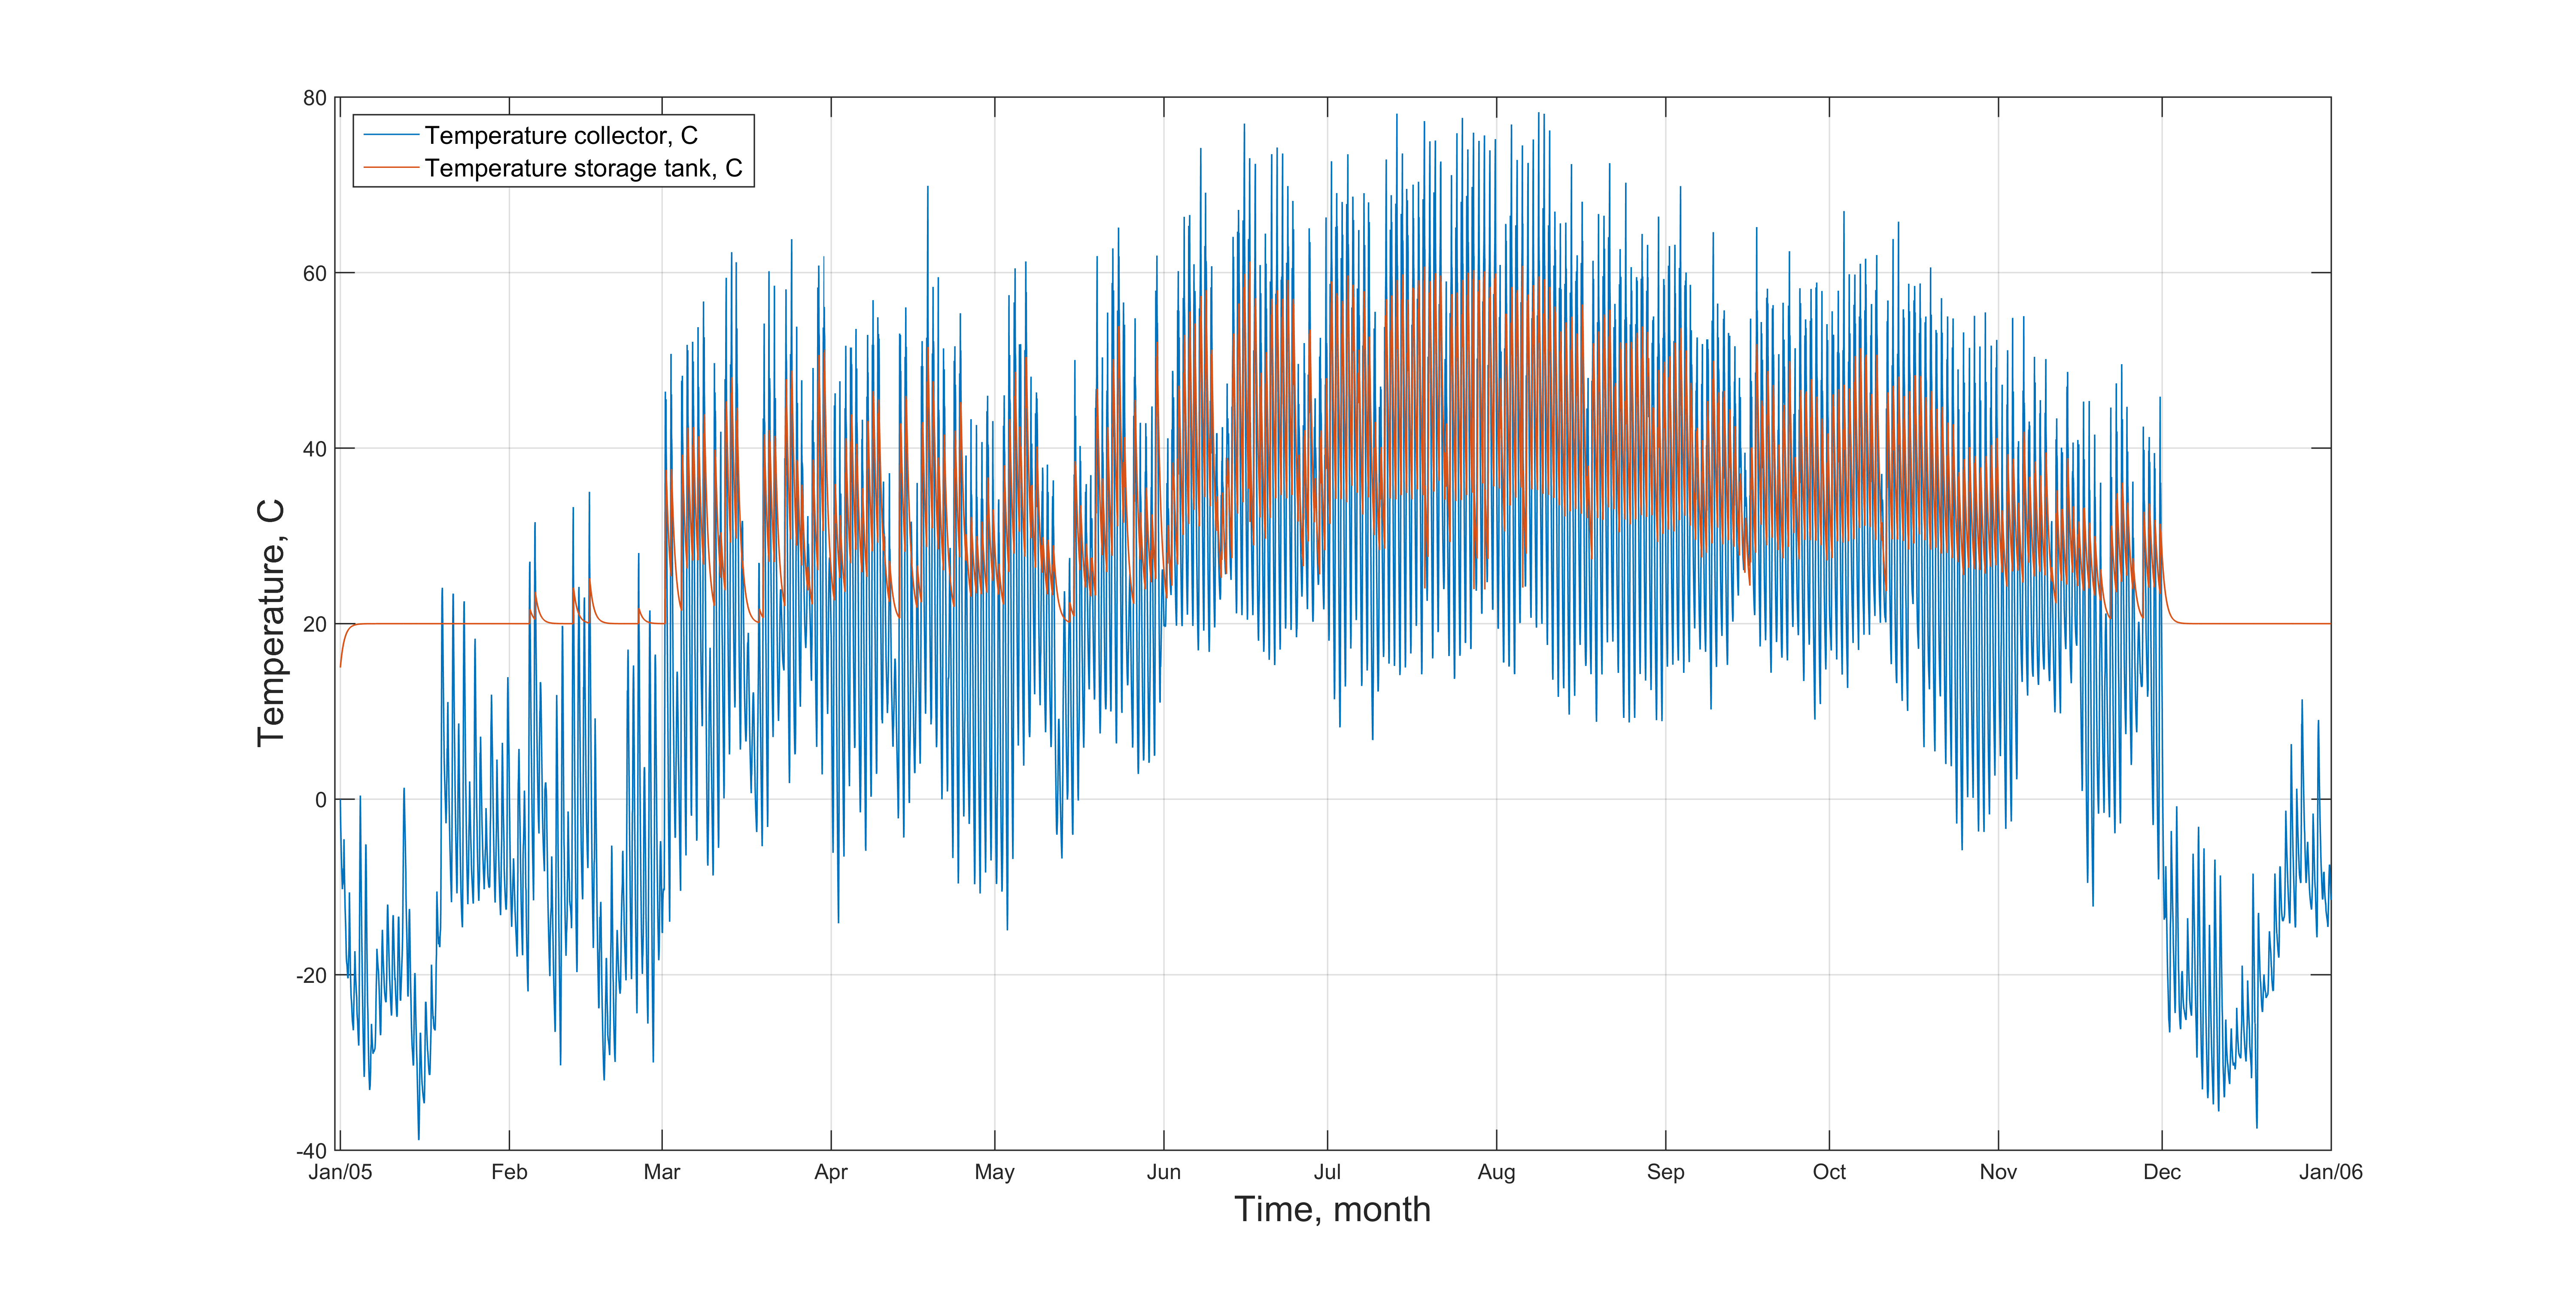 80
60
40
20
0
-20
-40
Temperature, C
Temperature collector, C
Temperature storage tank, C
Jan/05 Feb Mar Apr May Jun Jul Aug Sep Oct Nov Dec Jan/06
Time, month